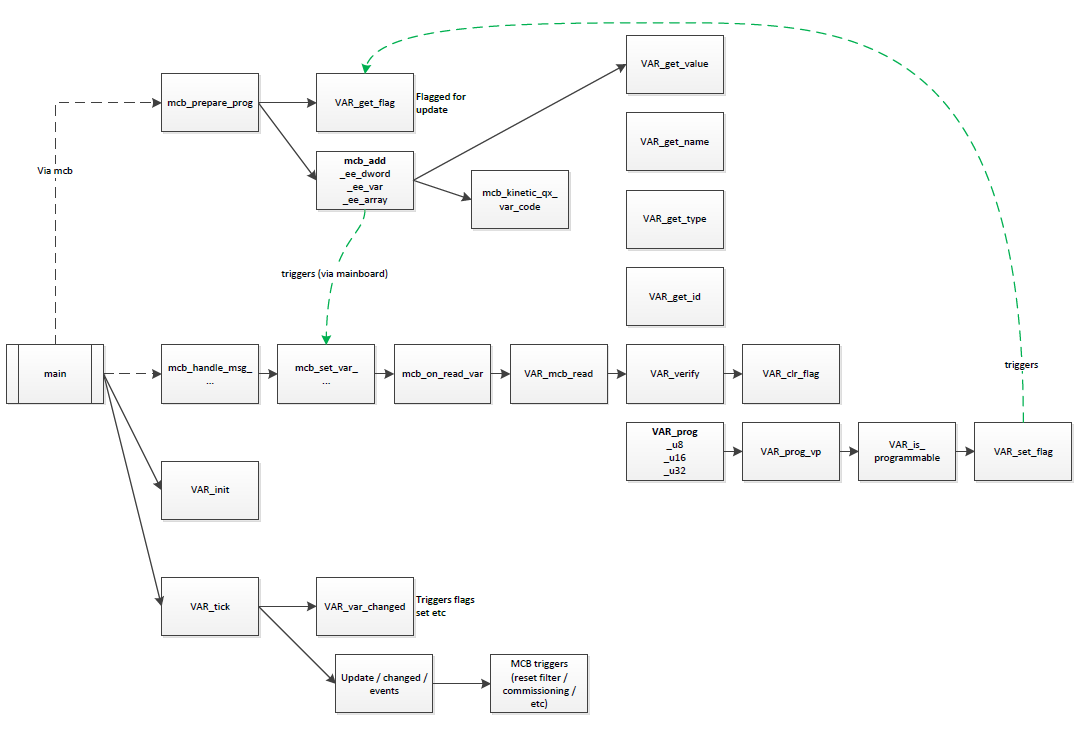 VAR_get_value
mcb_prepare_prog
VAR_get_flag
Flagged for
update
VAR_get_name
Via mcb
mcb_add
_ee_dword
_ee_var
_ee_array
mcb_kinetic_qx_
var_code
VAR_get_type
triggers (via mainboard)
VAR_get_id
main
mcb_handle_msg_
...
mcb_set_var_
...
mcb_on_read_var
VAR_mcb_read
VAR_verify
VAR_clr_flag
triggers
VAR_prog
_u8
_u16
_u32
VAR_prog_vp
VAR_is_
programmable
VAR_set_flag
VAR_init
VAR_tick
VAR_var_changed
Triggers flags
set etc
Update / changed /
events
MCB triggers
(reset filter /
commissioning /
etc)